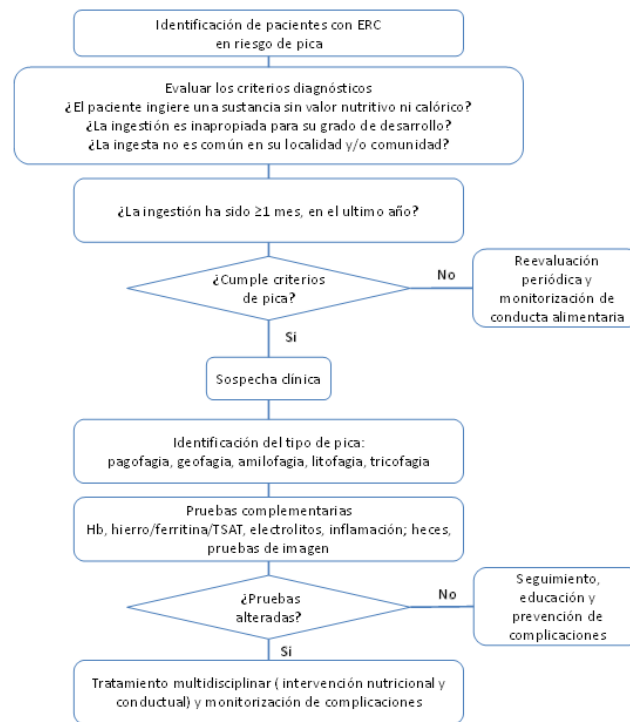 Identificación de pacientes con ERC
en riesgo de pica
Evaluar los criterios diagnósticos
¿El paciente ingiere una sustancia sin valor nutritivo ni calórico?
¿La ingestión es inapropiada para su grado de desarrollo?
¿La ingesta no es común en su localidad y/o comunidad?
¿La ingestión ha sido ≥1 mes, en el ultimo año?
¿Cumple criterios
de pica?
No
Reevaluación
periódica y
monitorización de
conducta alimentaria
Si
Sospecha clínica
Identificación del tipo de pica:
pagofagia, geofagia, amilofagia, litofagia, tricofagia
Pruebas complementarias
Hb, hierro/ferritina/TSAT, electrolitos, inflamación; heces,
pruebas de imagen
¿Pruebas
alteradas?
No
Seguimiento,
educación y
prevención de
complicaciones
Si
Tratamiento multidisciplinar ( intervención nutricional y
conductual) y monitorización de complicaciones